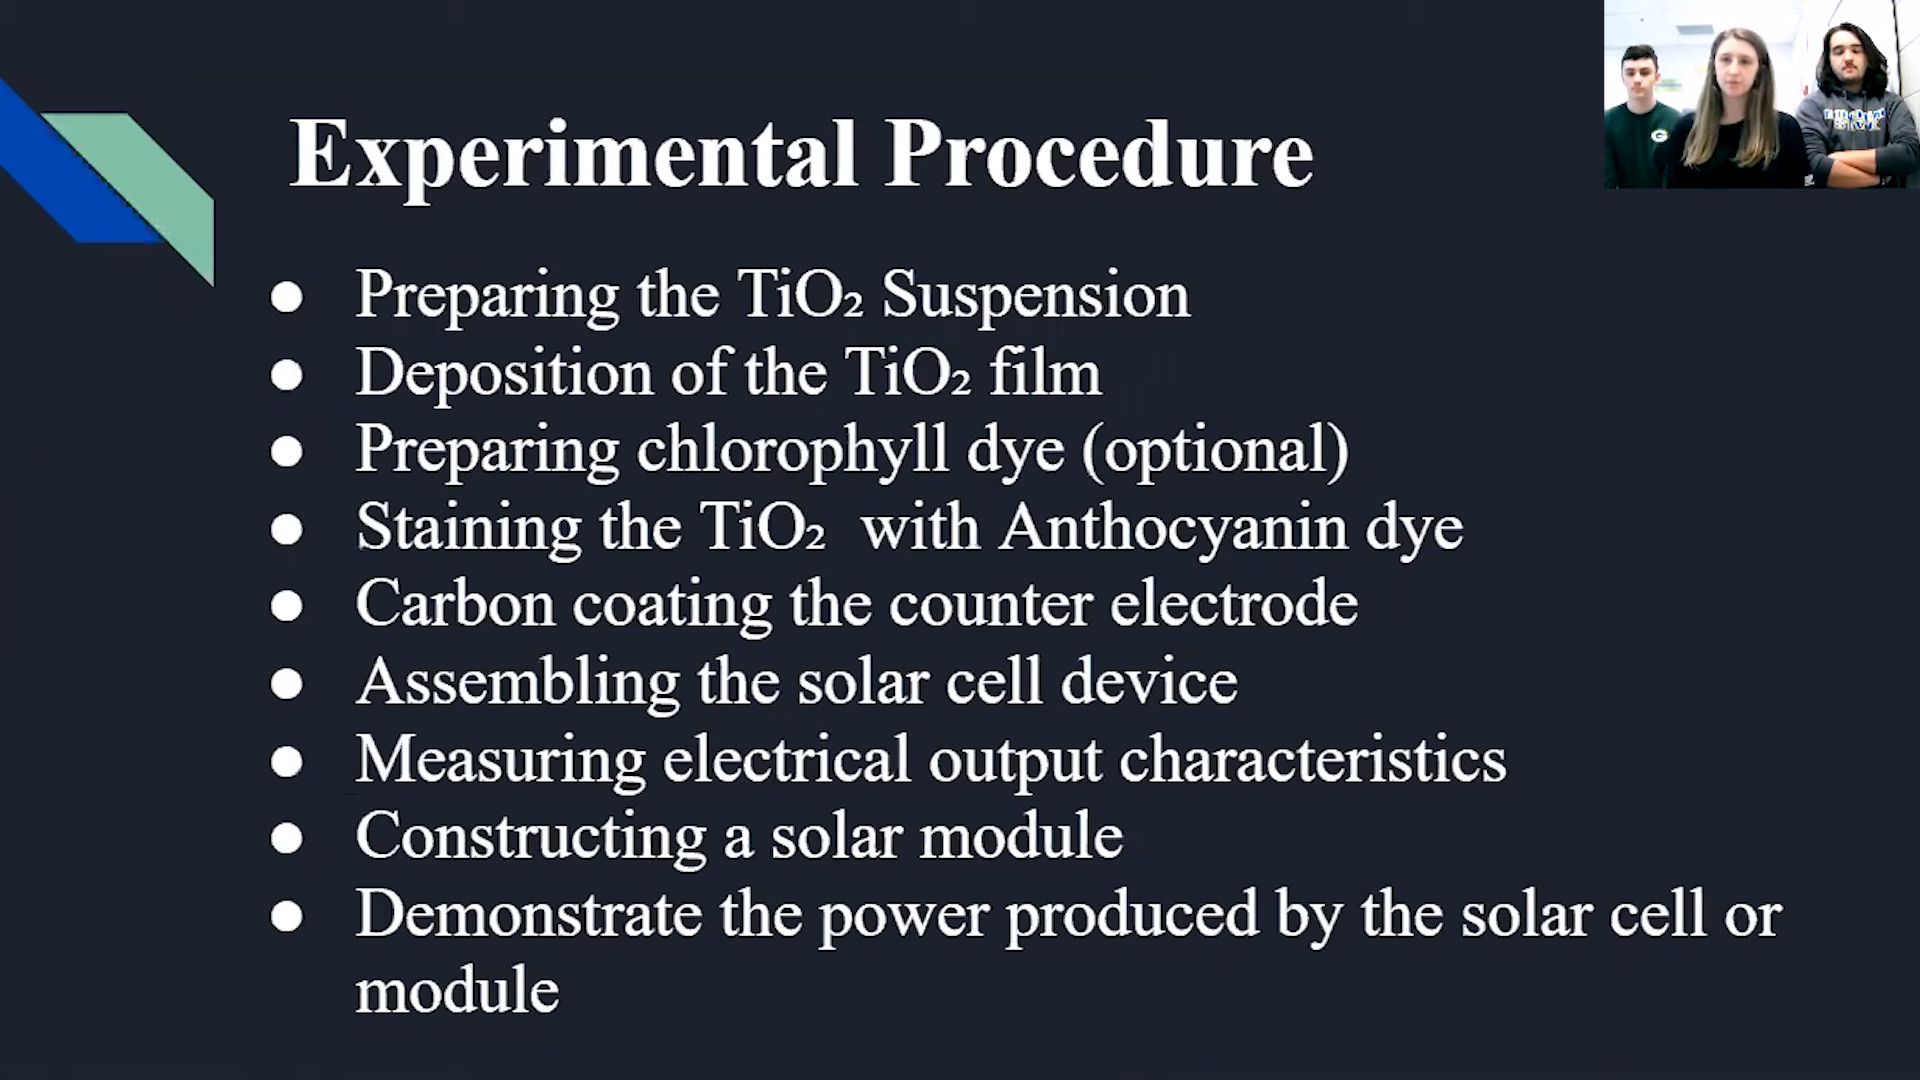 Experimental Procedure
● Preparing the TiO₂ Suspension
● Deposition of the TiO₂ film
● Preparing chlorophyll dye (optional)
● Staining the TiO₂ with Anthocyanin dye
● Carbon coating the counter electrode
● Assembling the solar cell device
● Measuring electrical output characteristics
● Constructing a solar module
● Demonstrate the power produced by the solar cell or
module
G